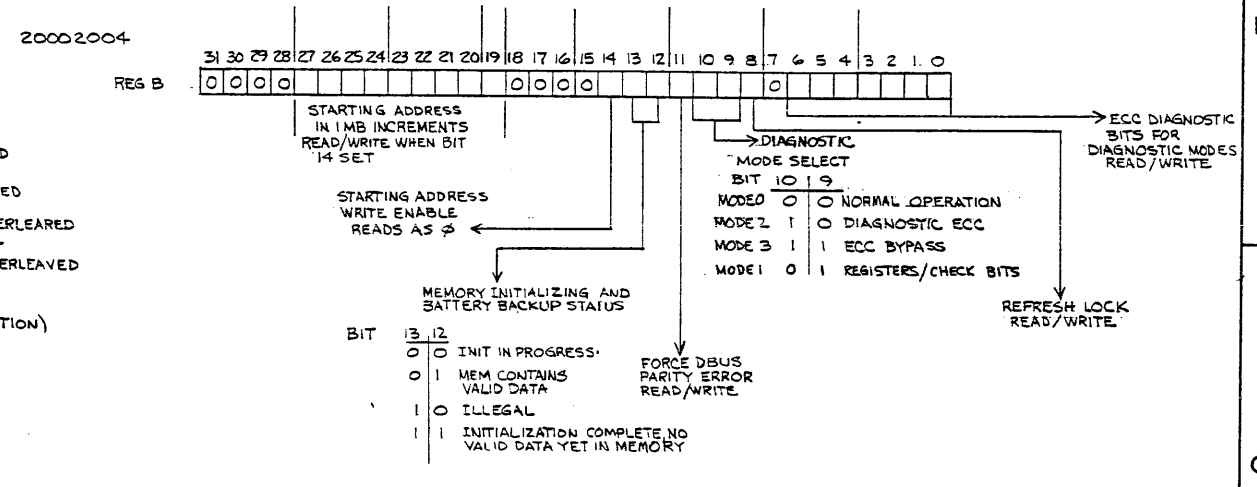 20002004
31 30 29 28 27 26 25 24 23 22 21 20 19 18 17 16 15 14 13 12 11 10 9 8 7 6 5 4 3 2 1. 0
REG B 0 0 0 0 0 0 0 0 0
STARTING ADDRESS
IN 1 MB INCREMENTS
READ/WRITE WHEN BIT
14 SET
ED
ERLEARED
ERLEAVED
TION)
STARTING ADDRESS
WRITE ENABLE
READS AS φ
MEMORY INITIALIZING AND
BATTERY BACKUP STATUS
BIT 13 12
0 0 INIT IN PROGRESS.
0 1 MEM CONTAINS
VALID DATA
1 0 ILLEGAL
1 1 INITIALIZATION COMPLETE, NO
VALID DATA YET IN MEMORY
FORCE DBUS
PARITY ERROR
READ/WRITE
DIAGNOSTIC
MODE SELECT
BIT 10 9
MODE0 0 0 NORMAL OPERATION
MODE 2 1 0 DIAGNOSTIC ECC
MODE 3 1 1 ECC BYPASS
MODE 1 0 1 REGISTERS/CHECK BITS
REFRESH LOCK
READ/WRITE
ECC DIAGNOSTIC
BITS FOR
DIAGNOSTIC MODES
READ/WRITE